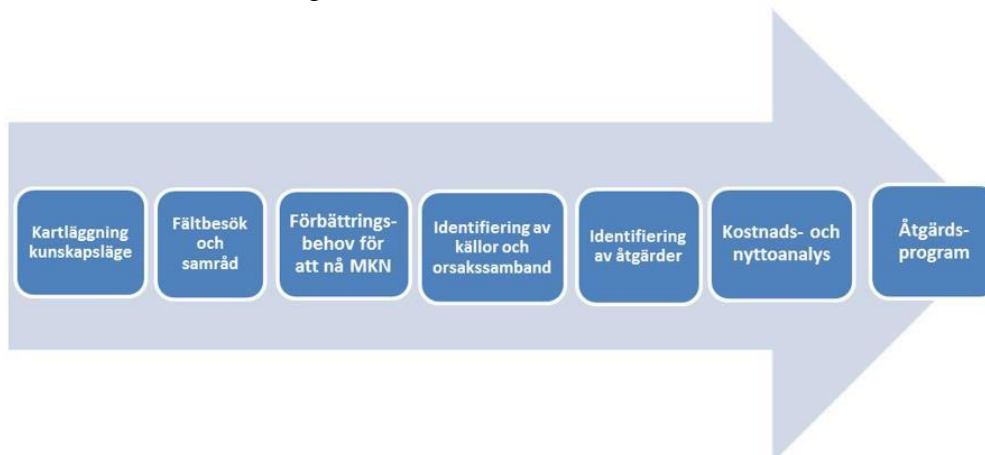 Kartläggning
kunskapsläge
Fältbesök
och
samråd
Förbättrings-
behov för
att nå MKN
Identifiering av
källor och
orsakssamband
Identifiering
av åtgärder
Kostnads- och
nyttoanalys
Åtgärds-
program